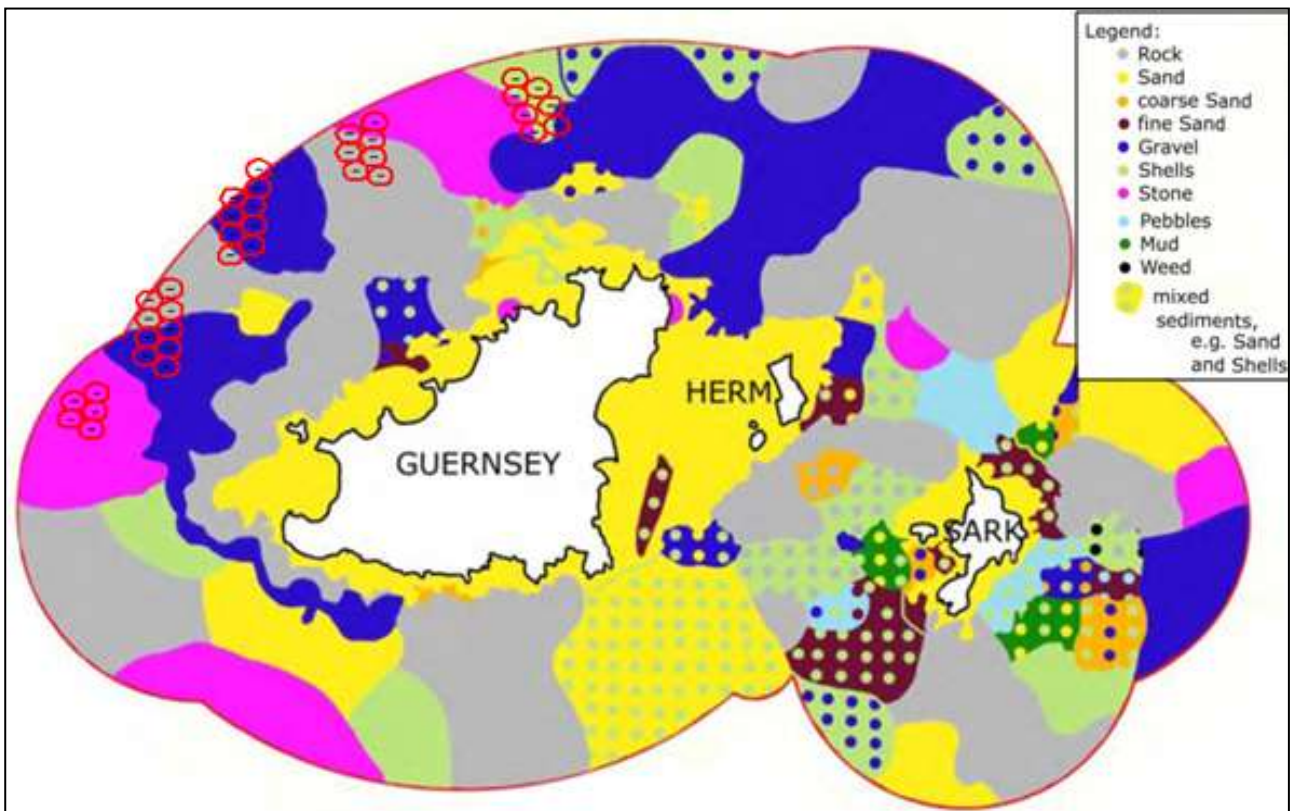 Legend:
Rock
Sand
coarse Sand
fine Sand
Gravel
Shells
Stone
Pebbles
Mud
Weed
mixed
sediments,
e.g. Sand
and Shells
HERM
GUERNSEY
SARK